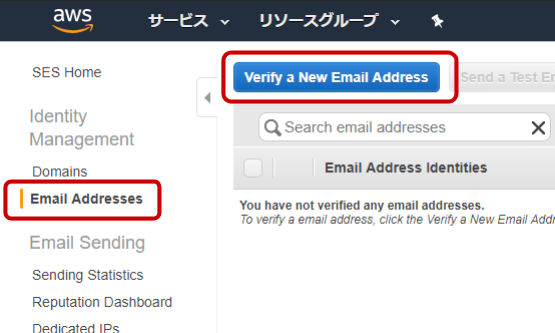 aws サービス リソースグループ
SES Home
Identity
Management
Domains
Email Addresses
Email Sending
Sending Statistics
Reputation Dashboard
Dedicated IPs
Verify a New Email Address Send a Test Em
Search email addresses
Email Address Identities
You have not verified any email addresses.
To verify a email address, click the Verify a New Email Addr